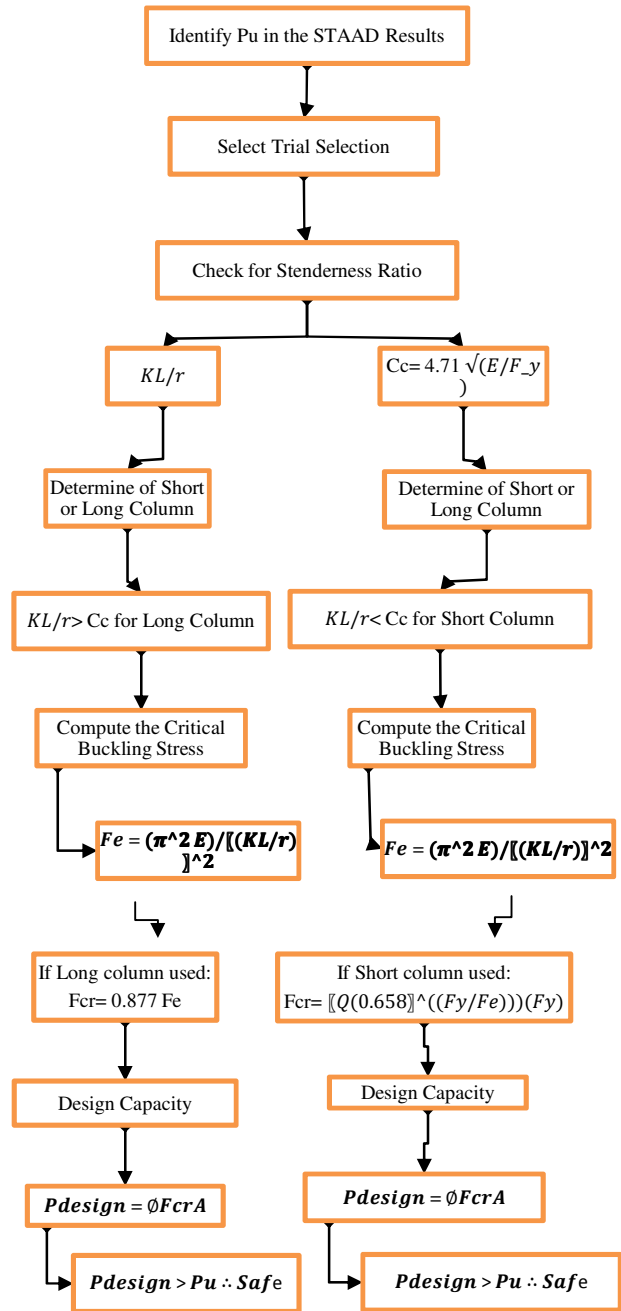 Identify Pu in the STAAD Results
Select Trial Selection
Check for Stenderness Ratio
KL/r
Cc= 4.71 √(E/F_y
)
Determine of Short
or Long Column
Determine of Short or
Long Column
KL/r> Cc for Long Column
KL/r< Cc for Short Column
Compute the Critical
Buckling Stress
Compute the Critical
Buckling Stress
Fe = (π^2 E)/〖(KL/r)
〗^2
Fe = (π^2 E)/〖(KL/r)〗^2
If Long column used:
Fcr= 0.877 Fe
If Short column used:
Fcr= 〖Q(0.658〗^((Fy/Fe)))(Fy)
Design Capacity
Design Capacity
Pdesign = ∅FcrA
Pdesign = ∅FcrA
Pdesign > Pu ∴ Safe
Pdesign > Pu ∴ Safe